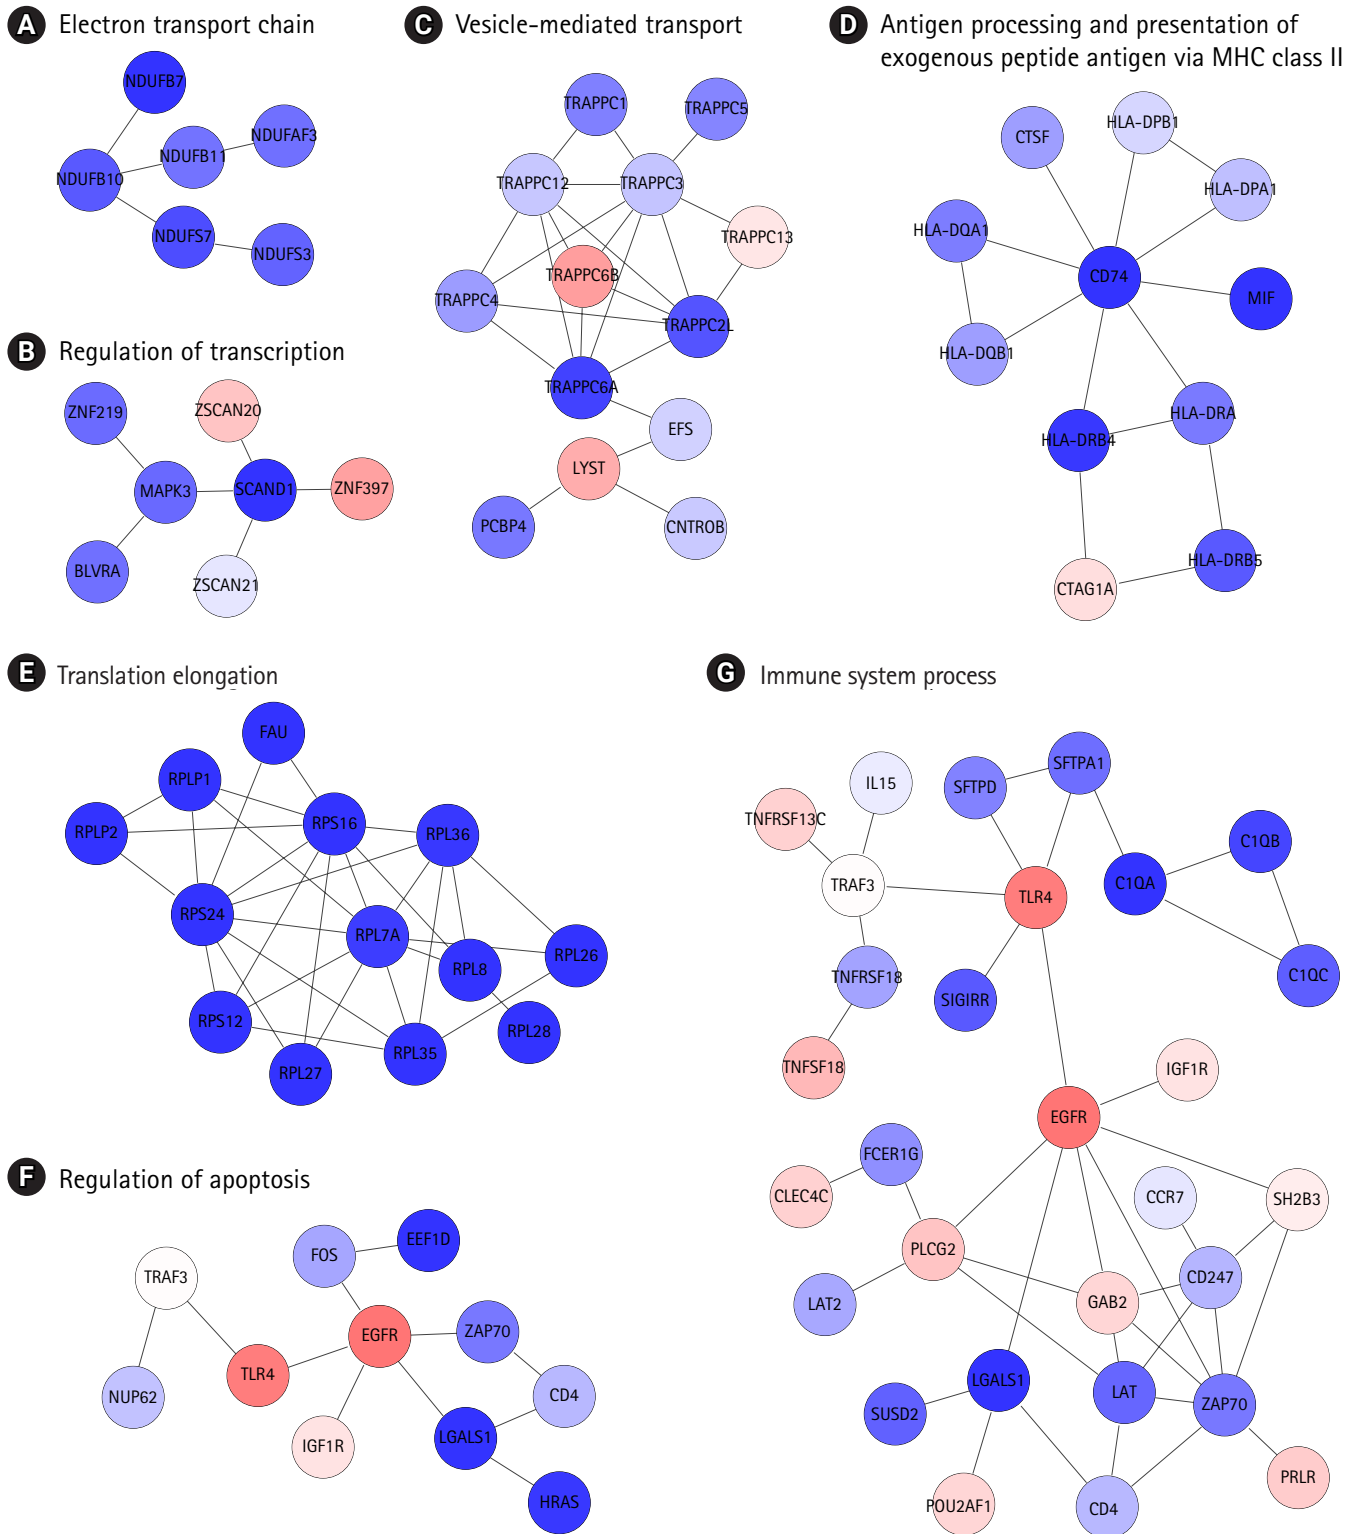 A Electron transport chain
NDUFB7
NDUFAF3
NDUFB11
NDUFB10
NDUFS7
NDUFS3
B Regulation of transcription
ZNF219
ZSCAN20
MAPK3
SCAND1
ZNF397
BLVRA
ZSCAN21
C Vesicle-mediated transport
TRAPPC1
TRAPPC5
TRAPPC12
TRAPPC3
TRAPPC13
TRAPPC6B
TRAPPC4
TRAPPC2L
TRAPPC6A
EFS
LYST
PCBP4
CNTROB
D Antigen processing and presentation of
exogenous peptide antigen via MHC class II
HLA-DPB1
CTSF
HLA-DPA1
HLA-DQA1
CD74
MIF
HLA-DQB1
HLA-DRA
HLA-DRB4
HLA-DRB5
CTAG1A
E Translation elongation
FAU
RPLP1
RPS16
RPLP2
RPL36
RPS24
RPL7A
RPL26
RPL8
RPS12
RPL28
RPL35
RPL27
F Regulation of apoptosis
EEF1D
FOS
TRAF3
ZAP70
EGFR
TLR4
CD4
NUP62
LGALS1
IGF1R
HRAS
G Immune system process
SFTPA1
IL15
SFTPD
TNFRSF13C
C1QB
TRAF3
C1QA
TLR4
TNFRSF18
C1QC
SIGIRR
TNFSF18
IGF1R
EGFR
FCER1G
CLEC4C
CCR7
SH2B3
PLCG2
CD247
LAT2
GAB2
LGALS1
LAT
ZAP70
SUSD2
PRLR
POU2AF1
CD4